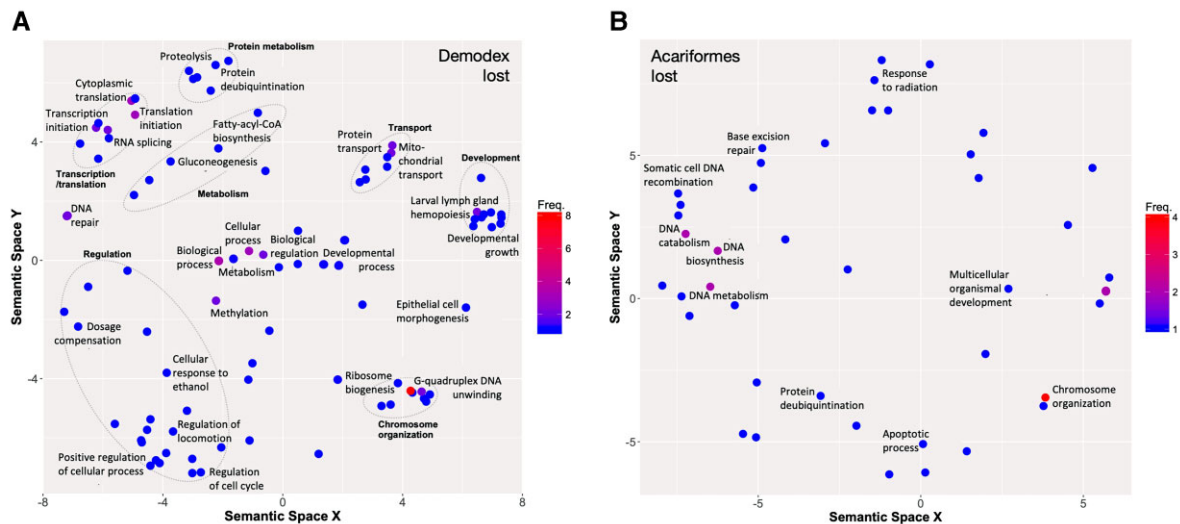 A
Demodex
lost
Protein metabolism
Proteolysis
Protein
deubiquintination
Cytoplasmic
translation
Transcription
initiation
Translation
initiation
RNA splicing
Transcription
/translation
Fatty-acyl-CoA
biosynthesis
Gluconeogenesis
Metabolism
Protein
transport
Transport
Mito-
chondrial
transport
Development
Larval lymph gland
hemopoiesis
Developmental
growth
DNA
repair
Cellular
process
Biological
process
Metabolism
Biological
regulation
Developmental
process
Regulation
Methylation
Epithelial cell
morphogenesis
Dosage
compensation
Cellular
response to
ethanol
Ribosome
biogenesis
G-quadruplex DNA
unwinding
Chromosome
organization
Regulation of
locomotion
Positive regulation
of cellular process
Regulation
of cell cycle
Semantic Space Y
4
0
-4
-8
-4
0
4
8
Semantic Space X
Freq.
8
6
4
2
B
Acariformes
lost
Response
to radiation
Base excision
repair
Somatic cell DNA
recombination
DNA
catabolism
DNA
biosynthesis
DNA metabolism
Multicellular
organismal
development
Protein
deubiquintination
Chromosome
organization
Apoptotic
process
Semantic Space Y
5
0
-5
-5
0
5
Semantic Space X
Freq.
4
3
2
1